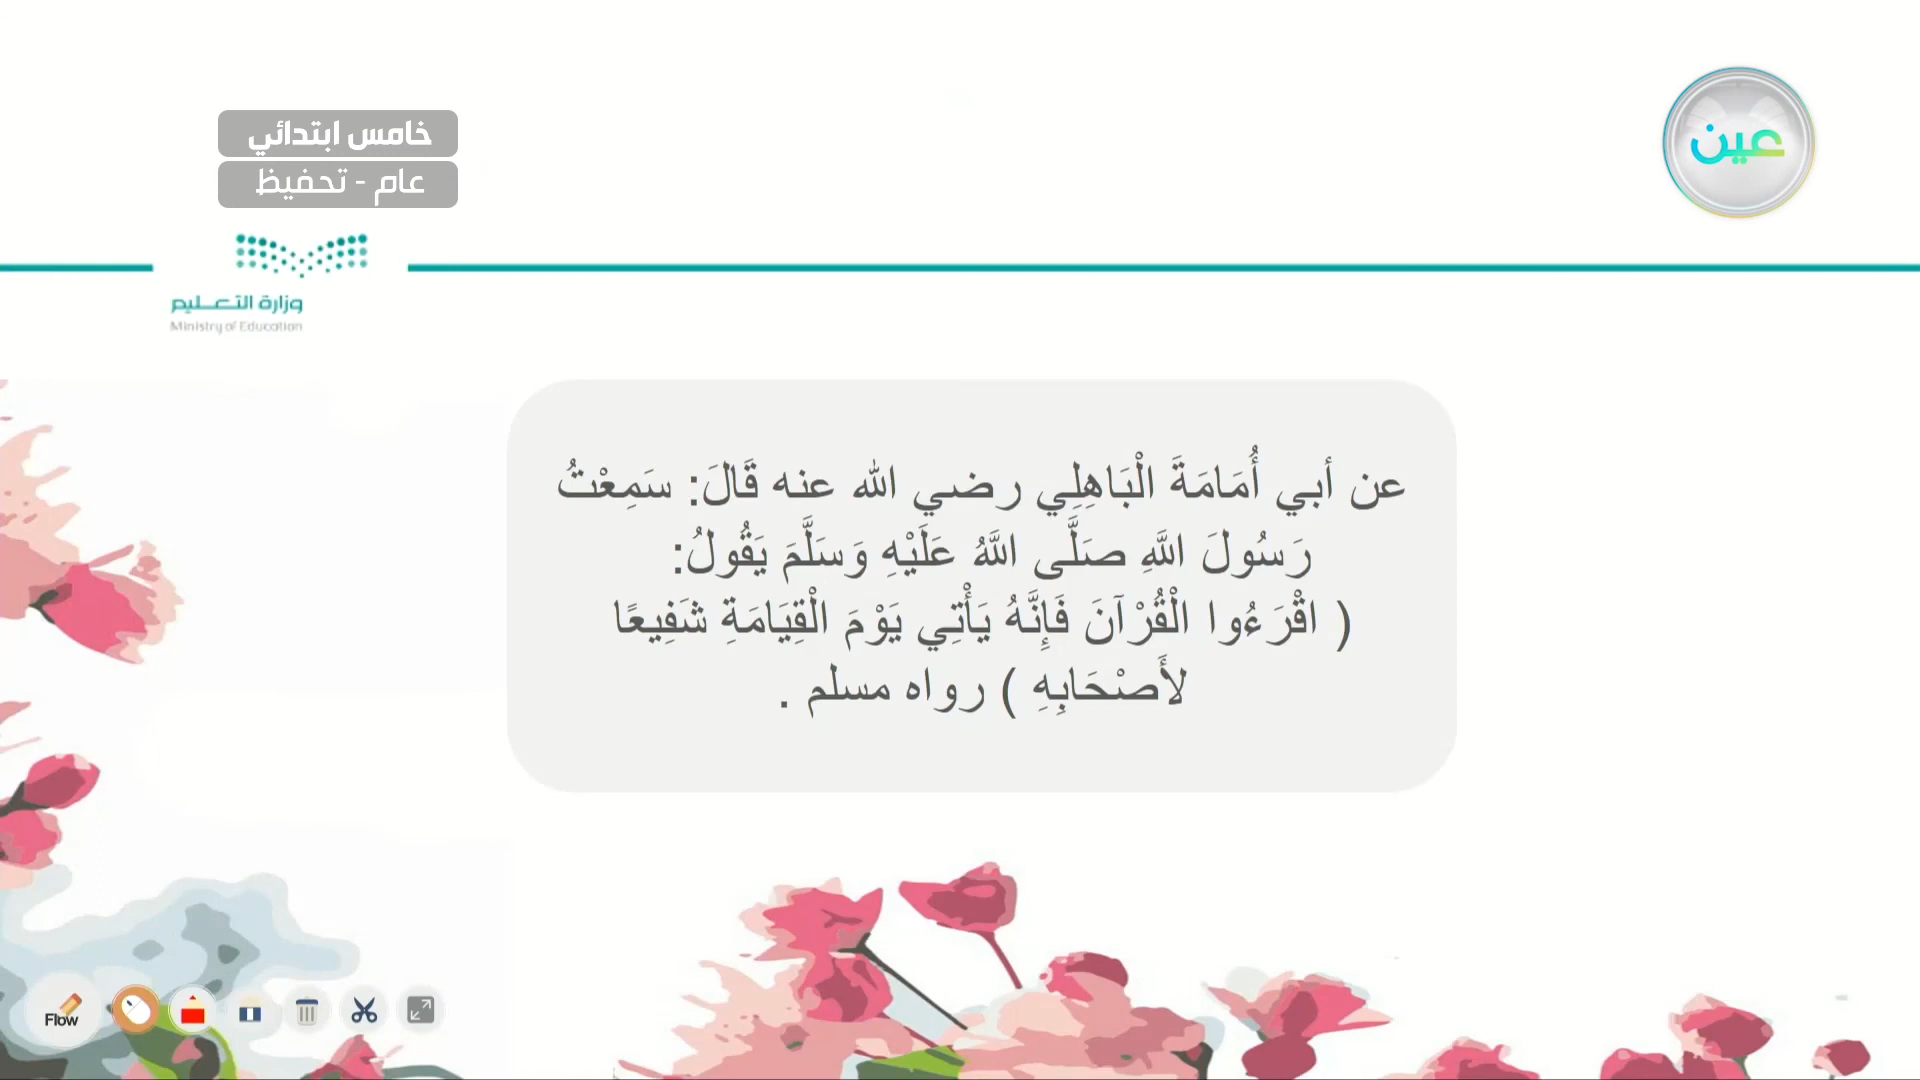 خامس ابتدائي
عام - تحفيظ
عين
وزارة التعليم
Ministry of Education
عن أبي أُمَامَةَ الْبَاهِلِي رضي الله عنه قَالَ: سَمِعْتُ
رَسُولَ اللَّهِ صَلَّى اللَّهُ عَلَيْهِ وَسَلَّمَ يَقُولُ:
( اقْرَءُوا الْقُرْآنَ فَإِنَّهُ يَأْتِي يَوْمَ الْقِيَامَةِ شَفِيعًا
لأَصْحَابِهِ ) رواه مسلم .
Flow